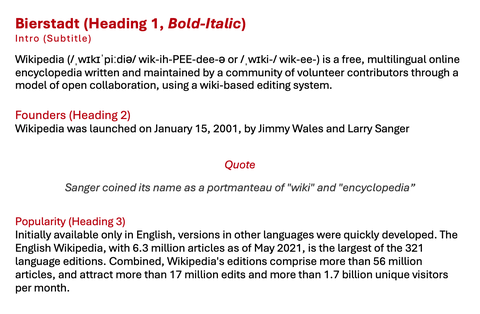 Bierstadt (Heading 1, Bold-Italic)
Intro (Subtitle)
Wikipedia (/ˌwɪkɪˈpiːdiə/ wik-ih-PEE-dee-ə or /ˌwɪki-/ wik-ee-) is a free, multilingual online
encyclopedia written and maintained by a community of volunteer contributors through a
model of open collaboration, using a wiki-based editing system.
Founders (Heading 2)
Wikipedia was launched on January 15, 2001, by Jimmy Wales and Larry Sanger
Quote
Sanger coined its name as a portmanteau of "wiki" and "encyclopedia”
Popularity (Heading 3)
Initially available only in English, versions in other languages were quickly developed. The
English Wikipedia, with 6.3 million articles as of May 2021, is the largest of the 321
language editions. Combined, Wikipedia's editions comprise more than 56 million
articles, and attract more than 17 million edits and more than 1.7 billion unique visitors
per month.